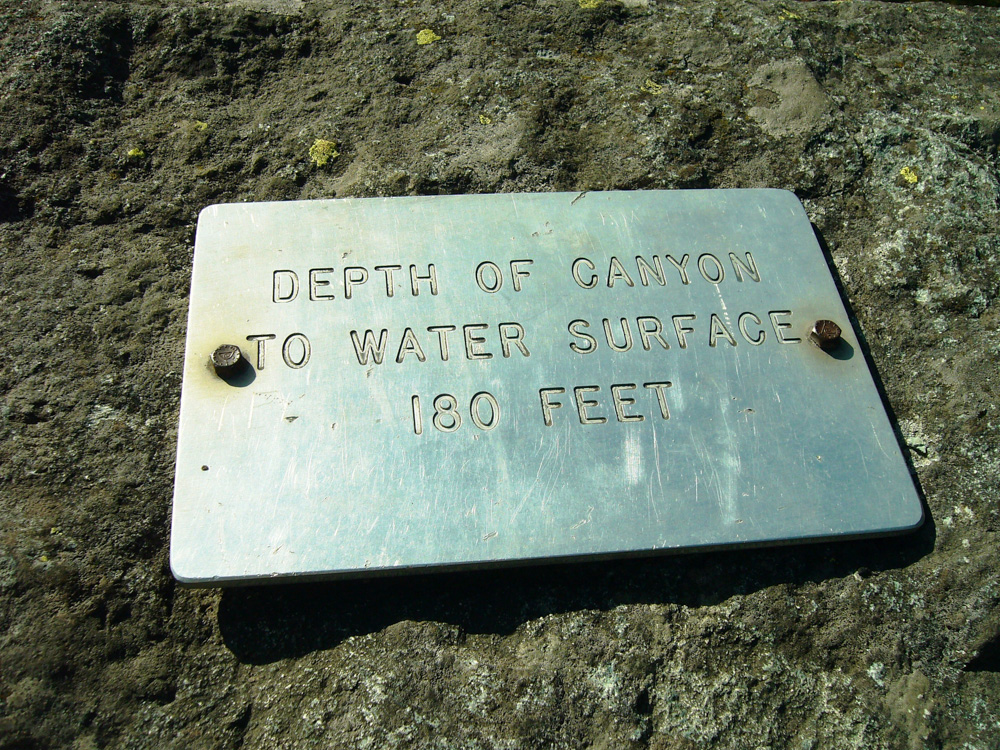 DEPTH OF CANYON
TO WATER SURFACE
180 FEET